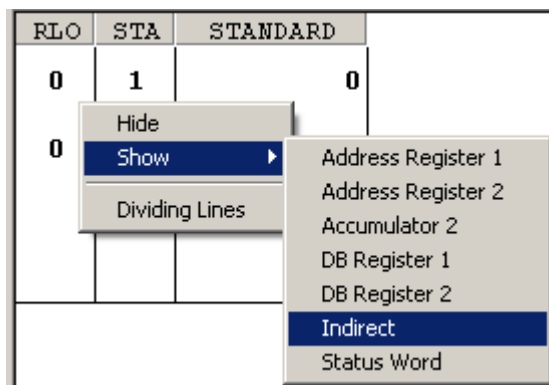 RLO STA STANDARD
0 1 0
0
Hide
Show
Dividing Lines
Address Register 1
Address Register 2
Accumulator 2
DB Register 1
DB Register 2
Indirect
Status Word